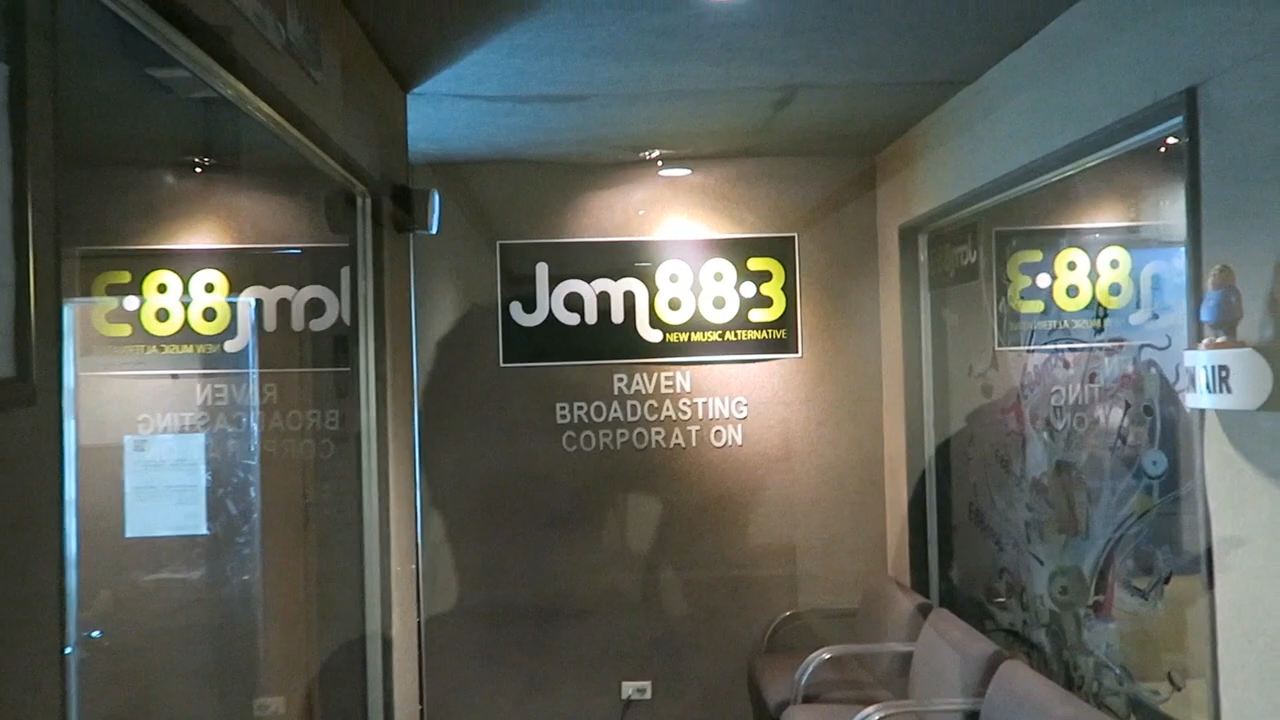 Jam88.3
NEW MUSIC ALTERNATIVE
RAVEN
BROADCASTING
CORPORAT ON
N AIR